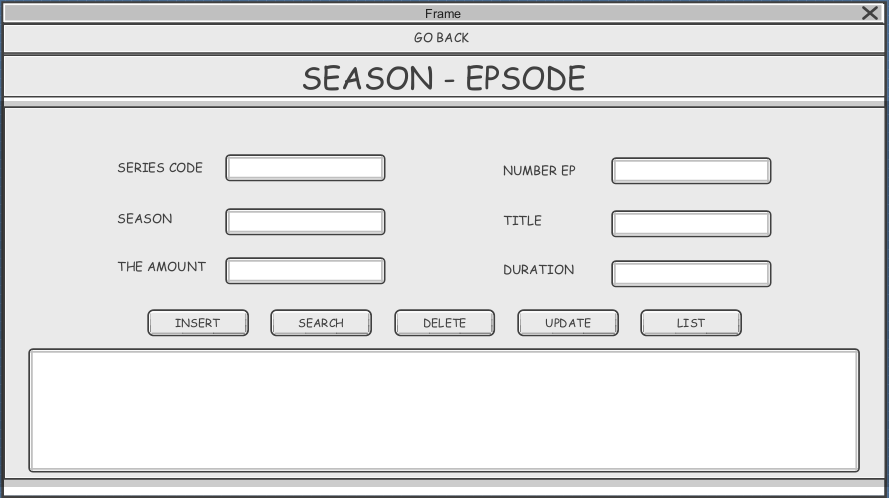 Frame
GO BACK
SEASON - EPSODE
SERIES CODE
NUMBER EP
SEASON
TITLE
THE AMOUNT
DURATION
INSERT SEARCH DELETE UPDATE LIST